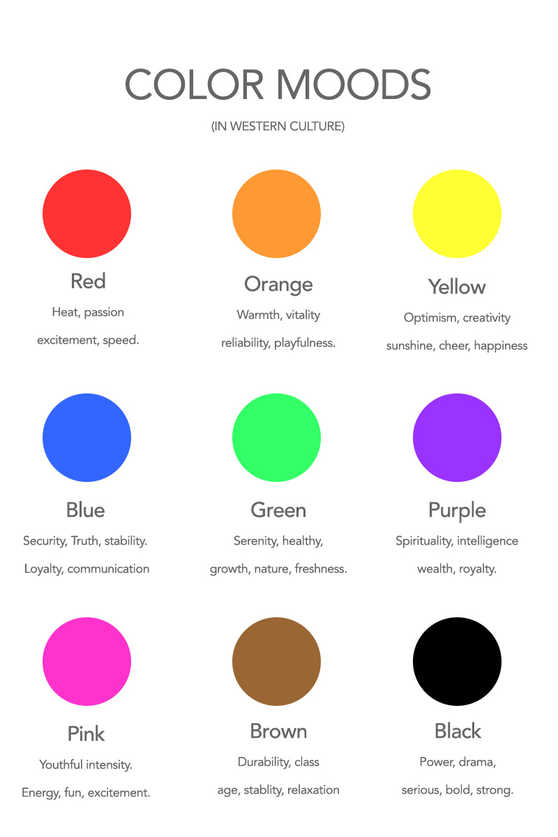 COLOR MOODS
(IN WESTERN CULTURE)
Red
Heat, passion
excitement, speed.
Orange
Warmth, vitality
reliability, playfulness.
Yellow
Optimism, creativity
sunshine, cheer, happiness
Blue
Security, Truth, stability.
Loyalty, communication
Green
Serenity, healthy,
growth, nature, freshness.
Purple
Spirituality, intelligence
wealth, royalty.
Pink
Youthful intensity.
Energy, fun, excitement.
Brown
Durability, class
age, stablity, relaxation
Black
Power, drama,
serious, bold, strong.